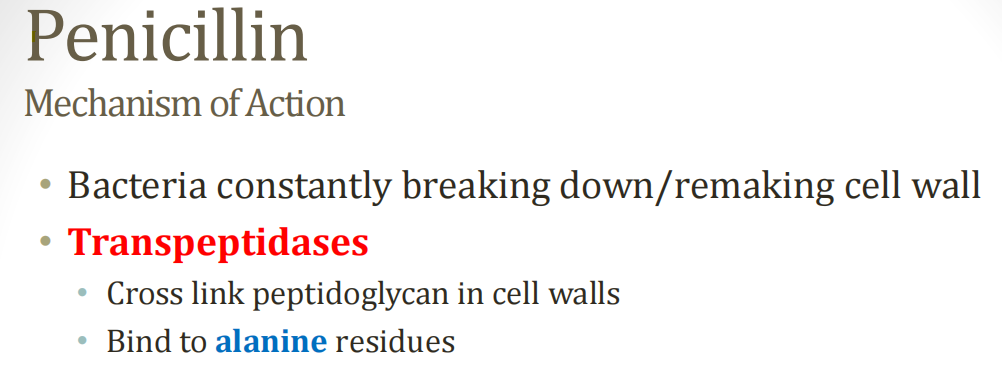 Penicillin
Mechanism of Action
• Bacteria constantly breaking down/remaking cell wall
• Transpeptidases
• Cross link peptidoglycan in cell walls
• Bind to alanine residues